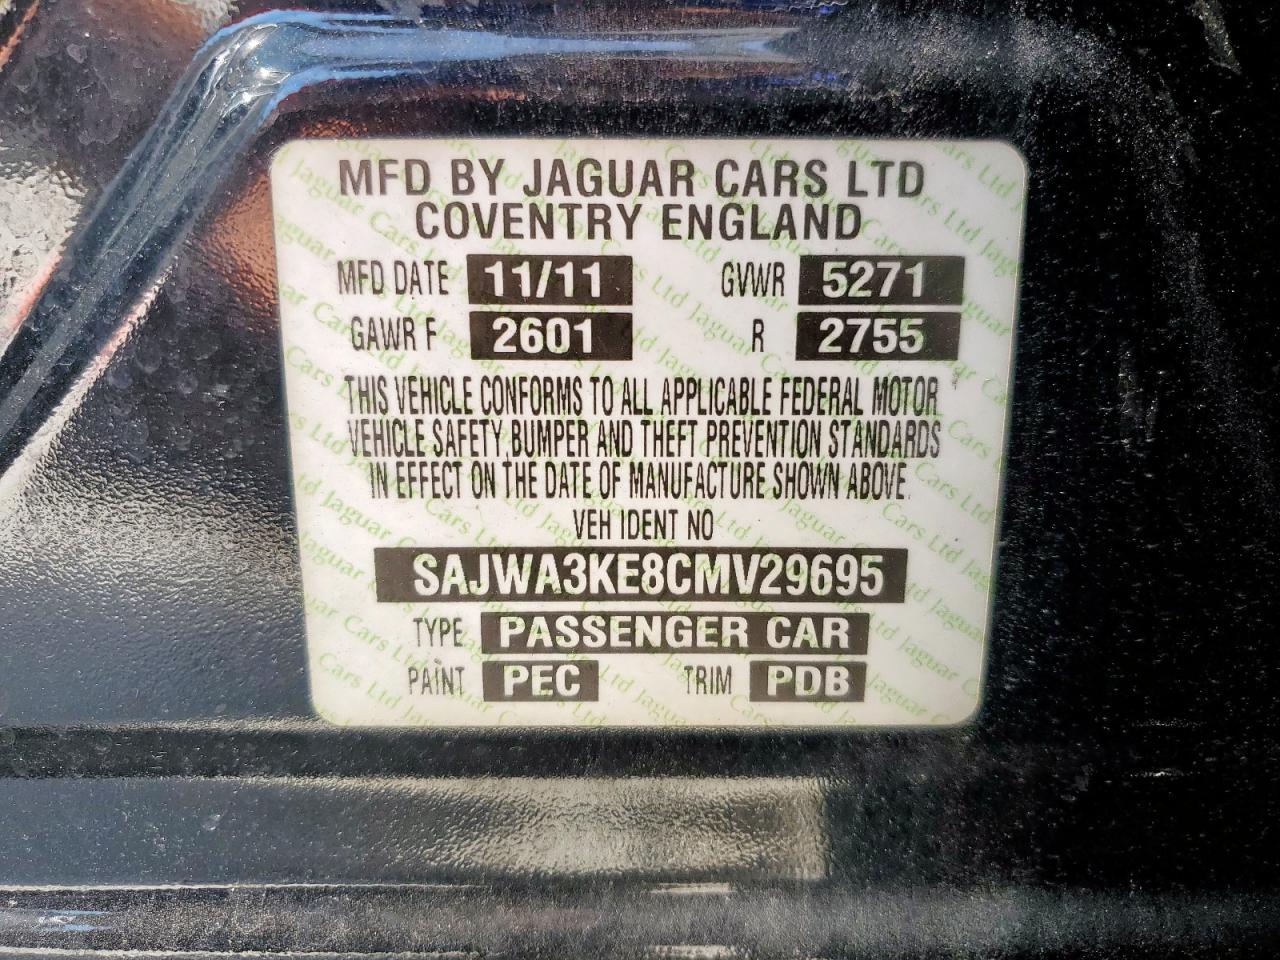 MFD BY JAGUAR CARS LTD
COVENTRY ENGLAND
MFD DATE 11/11 GVWR 5271
GAWR F 2601 R 2755
THIS VEHICLE CONFORMS TO ALL APPLICABLE FEDERAL MOTOR
VEHICLE SAFETY, BUMPER AND THEFT PREVENTION STANDARDS
IN EFFECT ON THE DATE OF MANUFACTURE SHOWN ABOVE.
VEH IDENT NO
SAJWA3KE8CMV29695
TYPE PASSENGER CAR
PAINT PEC TRIM PDB